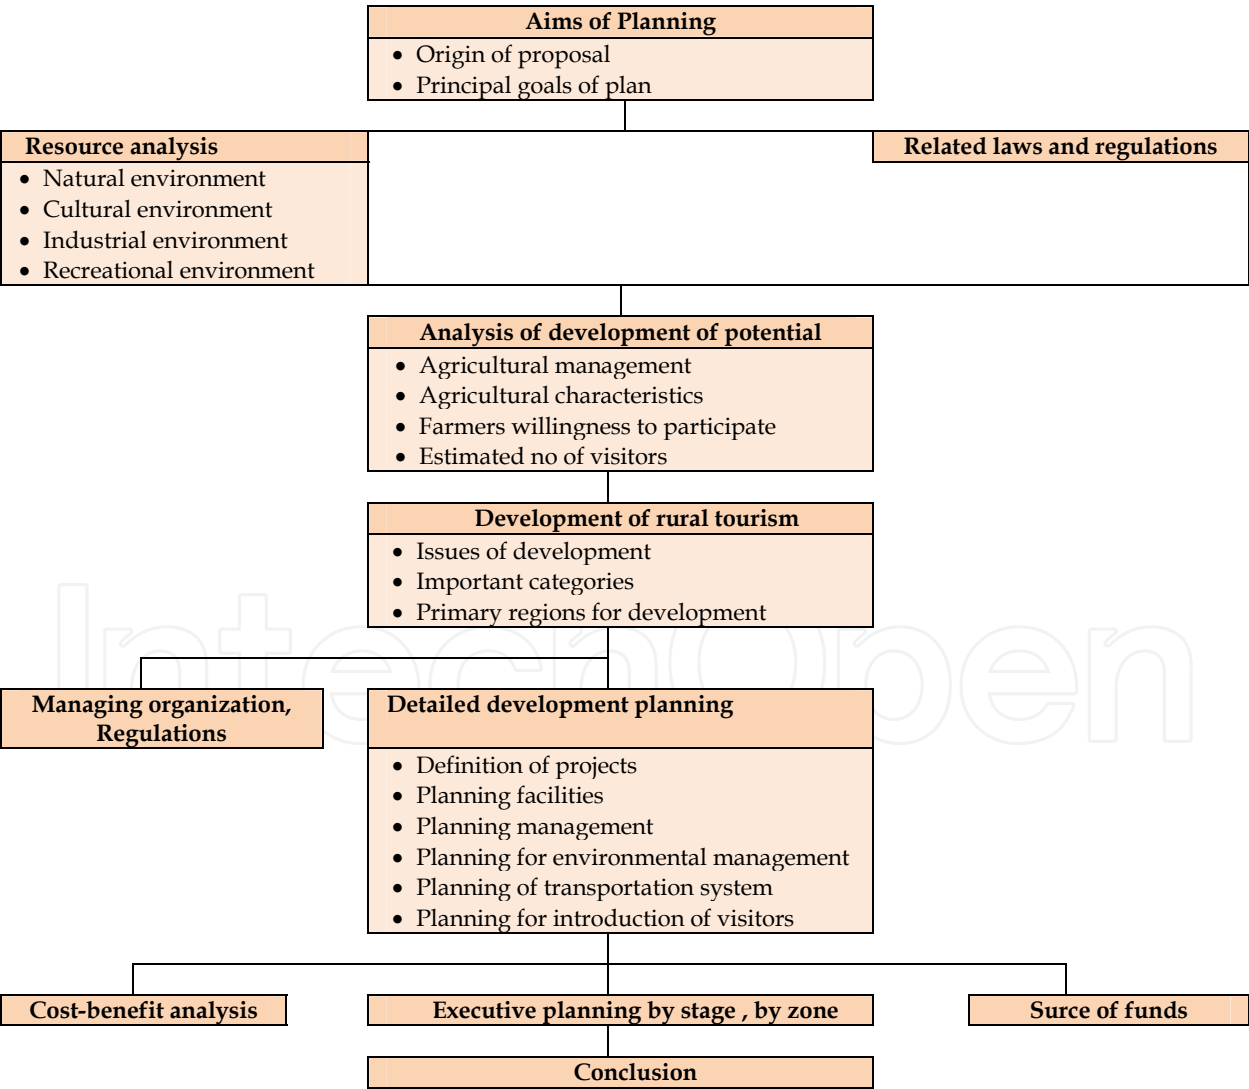 Aims of Planning
• Origin of proposal
• Principal goals of plan
Resource analysis
• Natural environment
• Cultural environment
• Industrial environment
• Recreational environment
Related laws and regulations
Analysis of development of potential
• Agricultural management
• Agricultural characteristics
• Farmers willingness to participate
• Estimated no of visitors
Development of rural tourism
• Issues of development
• Important categories
• Primary regions for development
Managing organization,
Regulations
Detailed development planning
• Definition of projects
• Planning facilities
• Planning management
• Planning for environmental management
• Planning of transportation system
• Planning for introduction of visitors
Cost-benefit analysis
Executive planning by stage , by zone
Surce of funds
Conclusion
IntechOpen